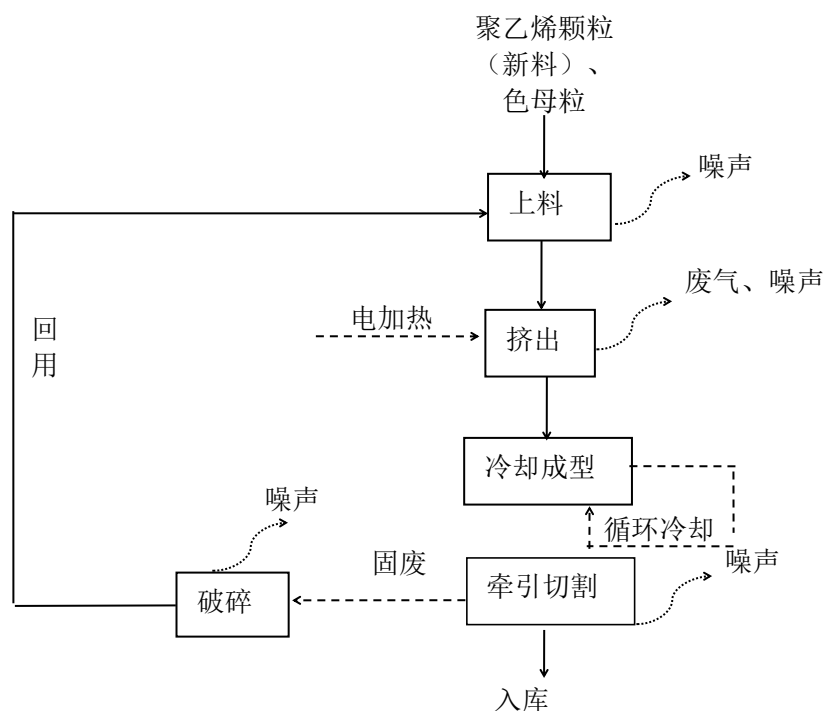 聚乙烯颗粒
（新料）、
色母粒
噪声
上料
废气、噪声
电加热
回
用
挤出
冷却成型
噪声
循环冷却
噪声
固废
牵引切割
破碎
入库